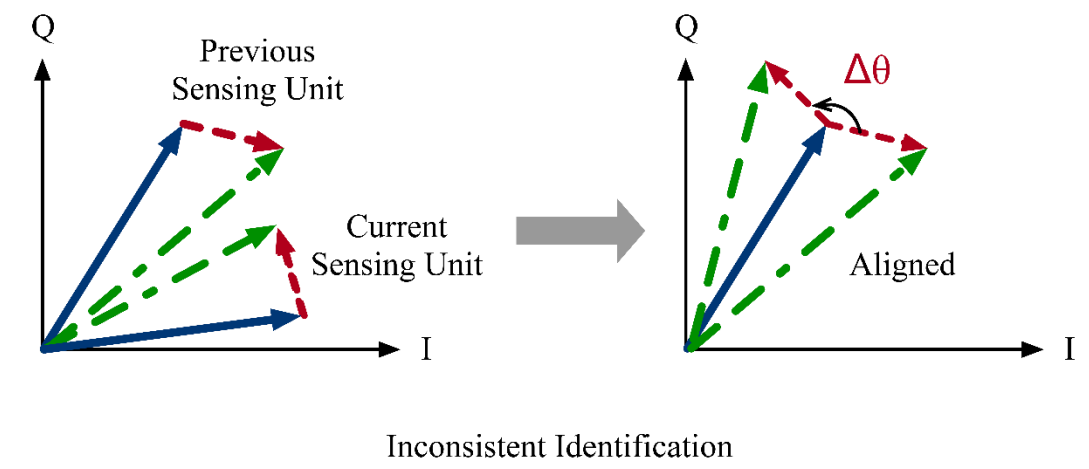 Q
Previous
Sensing Unit
Current
Sensing Unit
I
Q
Δθ
Aligned
I
Inconsistent Identification